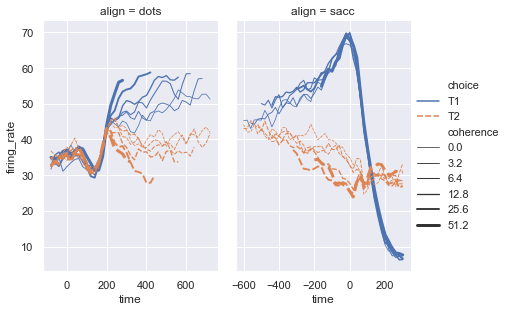 align = dots
align = sacc
70
60
50
40
30
20
10
firing_rate
0
200
400
600
time
−600
−400
−200
0
200
time
choice
T1
T2
coherence
0.0
3.2
6.4
12.8
25.6
51.2